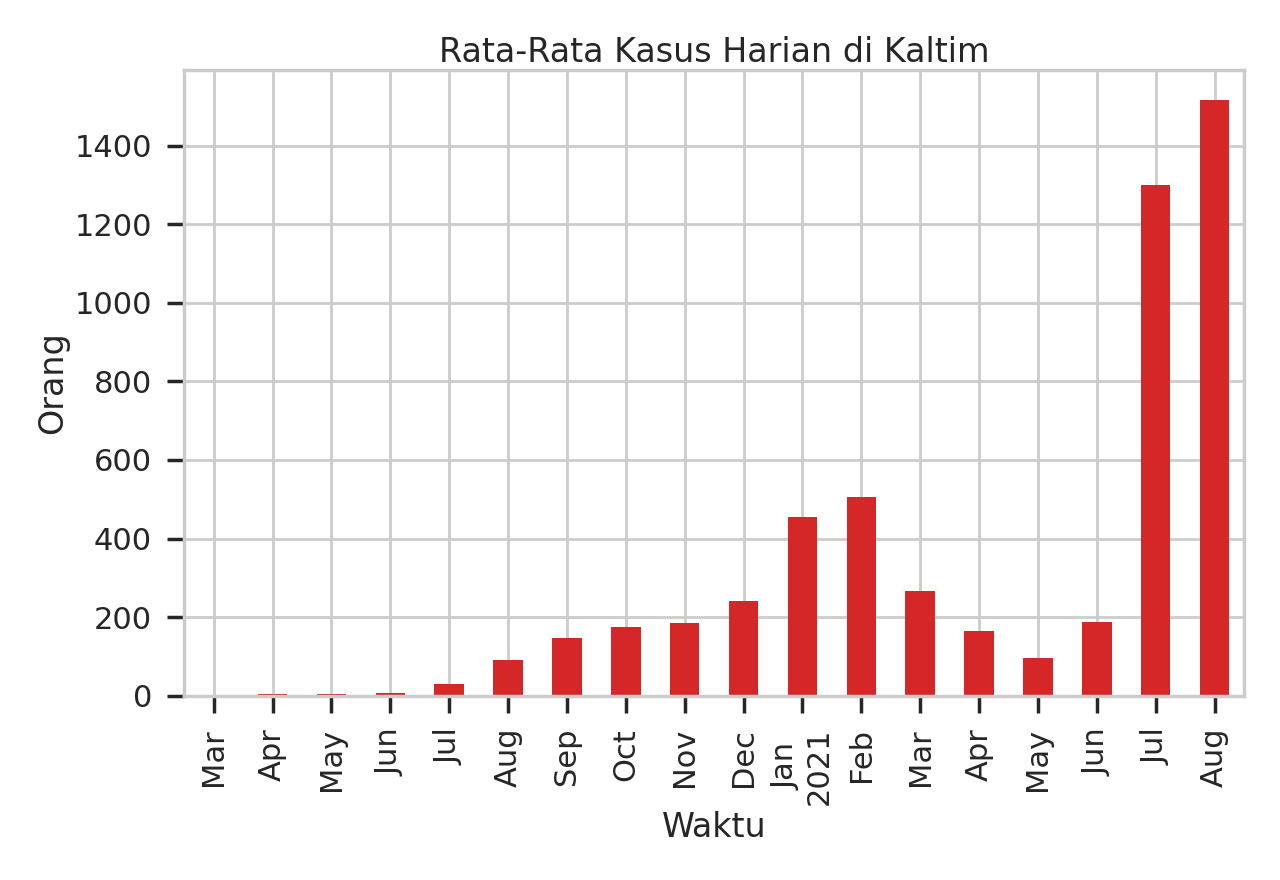 Rata-Rata Kasus Harian di Kaltim
Orang
1400
1200
1000
800
600
400
200
0
Mar
Apr
May
Jun
Jul
Aug
Sep
Oct
Nov
Dec
Jan
2021
Feb
Mar
Apr
May
Jun
Jul
Aug
Waktu